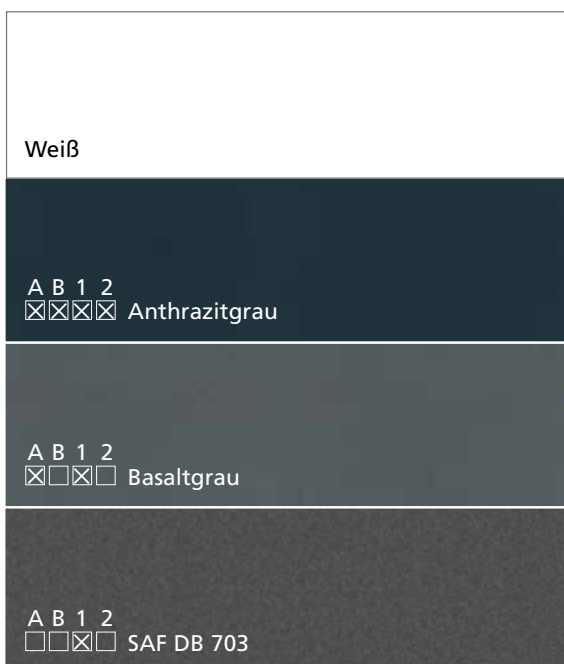 Weiß
A B 1 2
☒☒☒☒ Anthrazitgrau
A B 1 2
☒☐☒☐ Basaltgrau
A B 1 2
☐☐☒☐ SAF DB 703